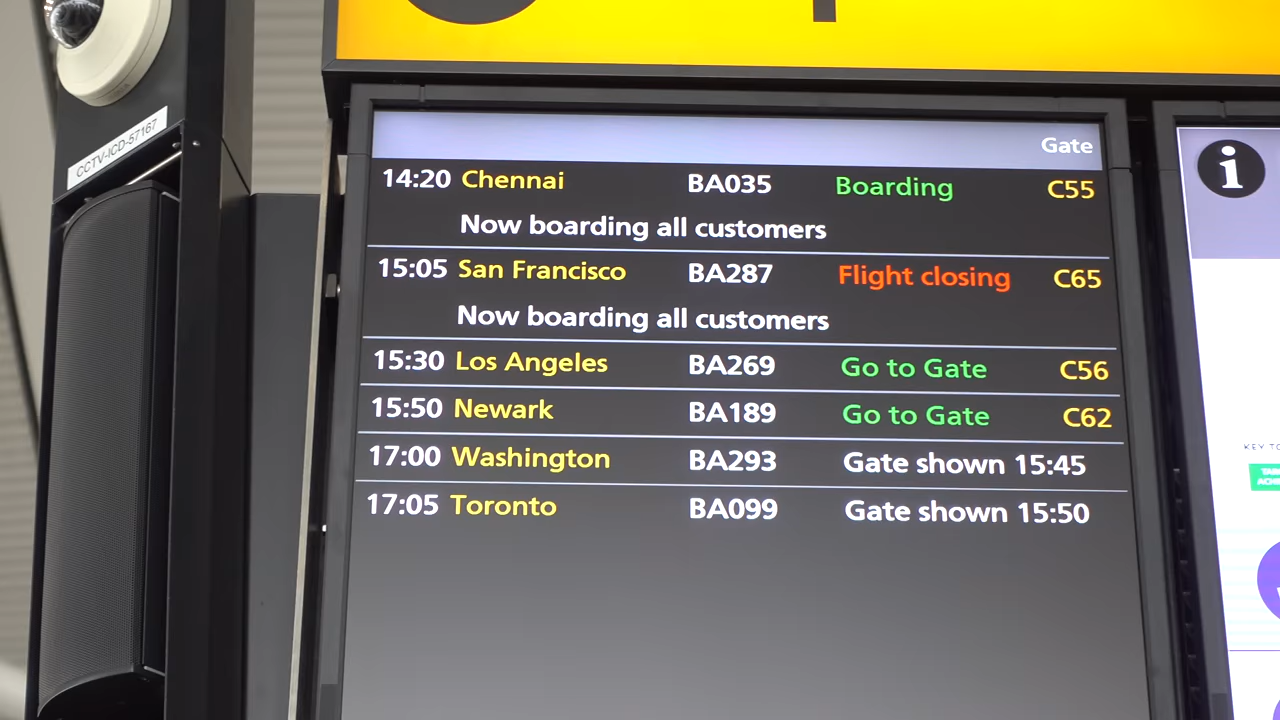 CCTV-ICD-57167
Gate
14:20 Chennai BA035 Boarding C55
Now boarding all customers
15:05 San Francisco BA287 Flight closing C65
Now boarding all customers
15:30 Los Angeles BA269 Go to Gate C56
15:50 Newark BA189 Go to Gate C62
17:00 Washington BA293 Gate shown 15:45
17:05 Toronto BA099 Gate shown 15:50
i
KEY TO